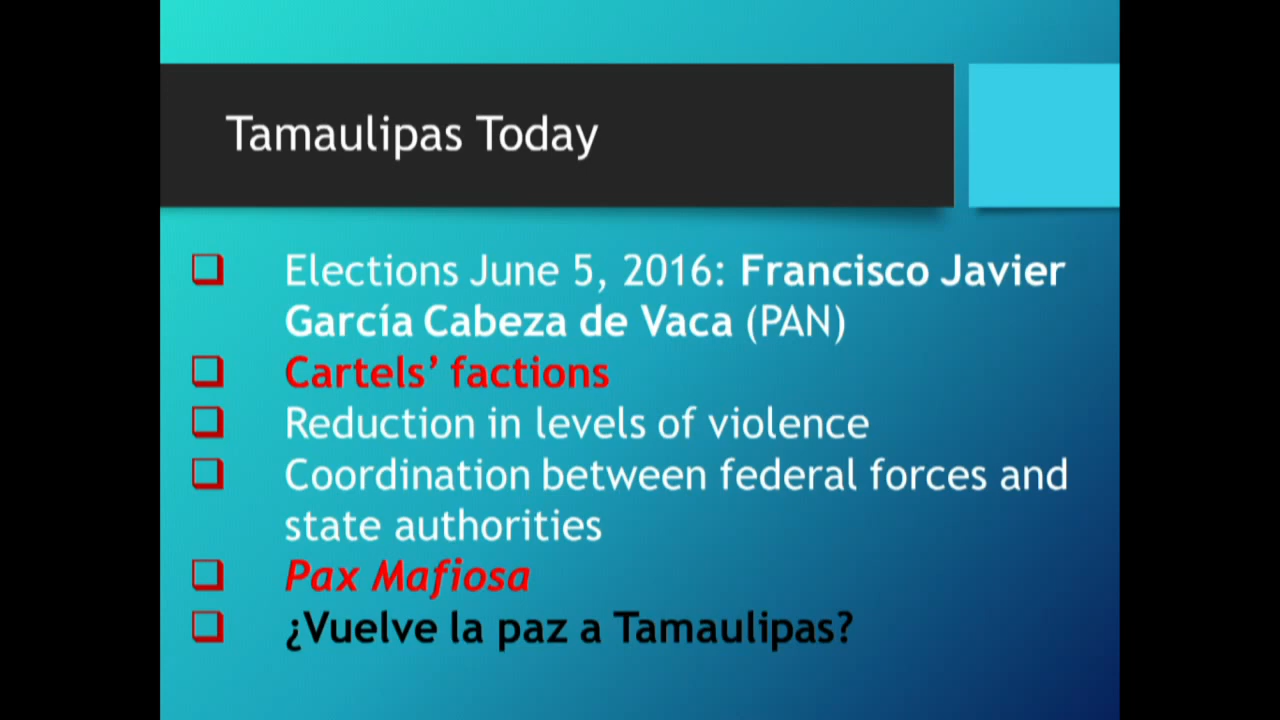 Tamaulipas Today
Elections June 5, 2016: Francisco Javier
García Cabeza de Vaca (PAN)
Cartels’ factions
Reduction in levels of violence
Coordination between federal forces and
state authorities
Pax Mafiosa
¿Vuelve la paz a Tamaulipas?